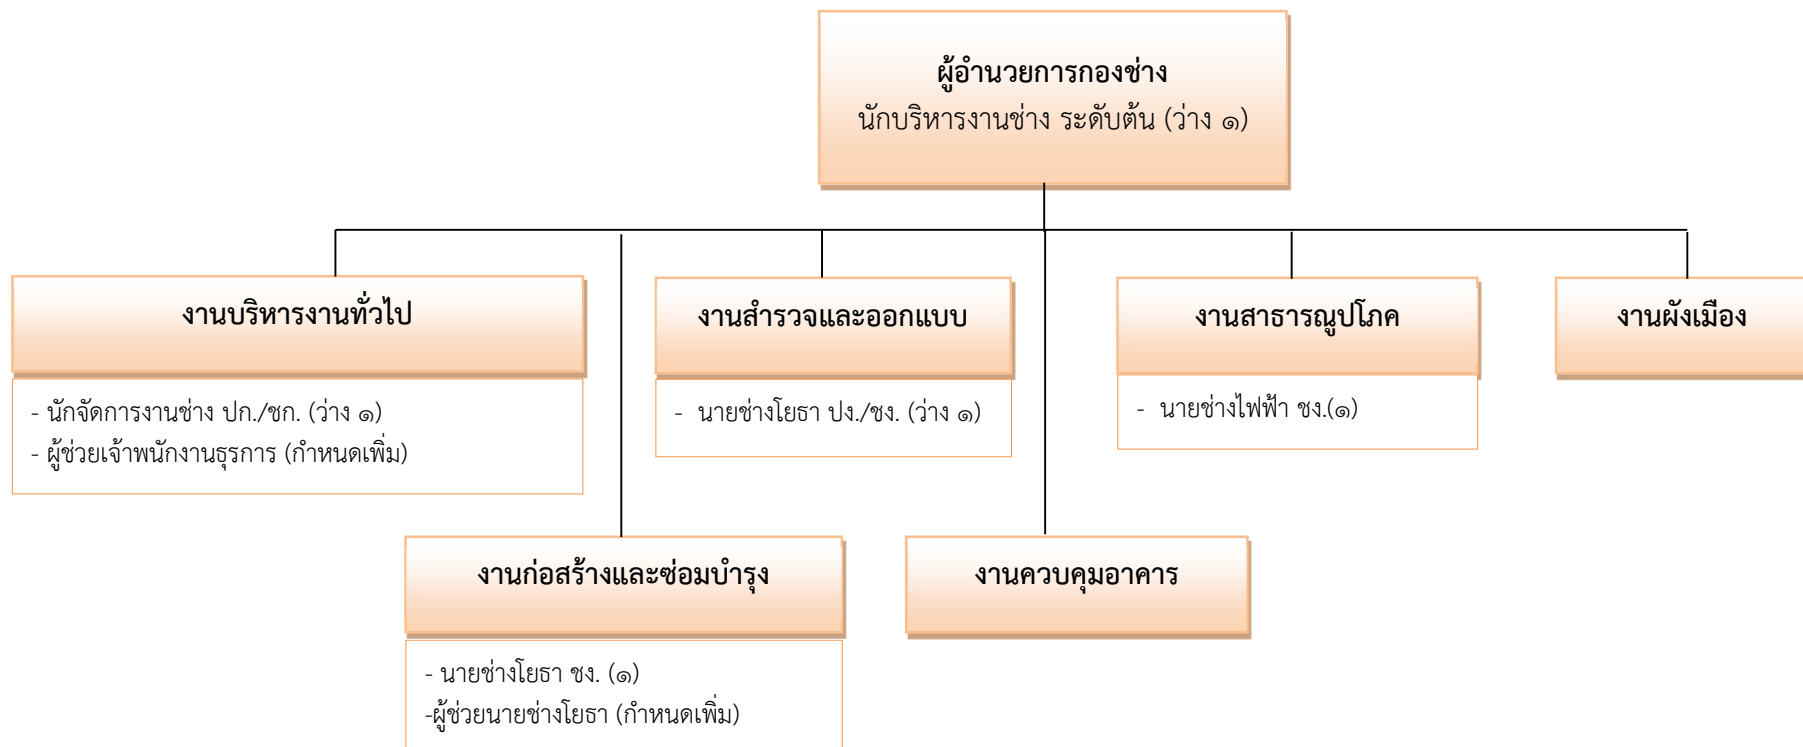 ผู้อำนวยการกองช่าง
นักบริหารงานช่าง ระดับต้น (ว่าง ๑)
งานบริหารงานทั่วไป
- นักจัดการงานช่าง ปก./ชก. (ว่าง ๑)
- ผู้ช่วยเจ้าพนักงานธุรการ (กำหนดเพิ่ม)
งานสำรวจและออกแบบ
- นายช่างโยธา ปง./ชง. (ว่าง ๑)
งานสาธารณูปโภค
- นายช่างไฟฟ้า ชง.(๑)
งานผังเมือง
งานก่อสร้างและซ่อมบำรุง
- นายช่างโยธา ชง. (๑)
-ผู้ช่วยนายช่างโยธา (กำหนดเพิ่ม)
งานควบคุมอาคาร